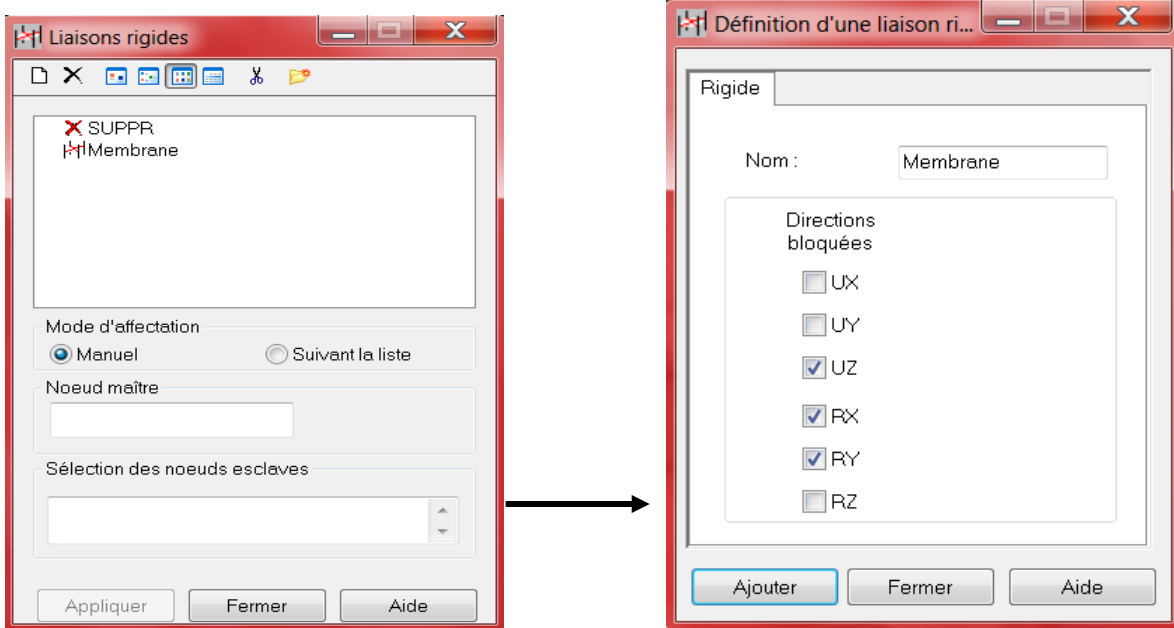 Liaisons rigides
SUPPR
Membrane
Mode d'affectation
Manuel
Suivant la liste
Noeud maître
Sélection des noeuds esclaves
Appliquer
Fermer
Aide
Définition d'une liaison ri...
Rigide
Nom :
Membrane
Directions
bloquées
UX
UY
UZ
RX
RY
RZ
Ajouter
Fermer
Aide